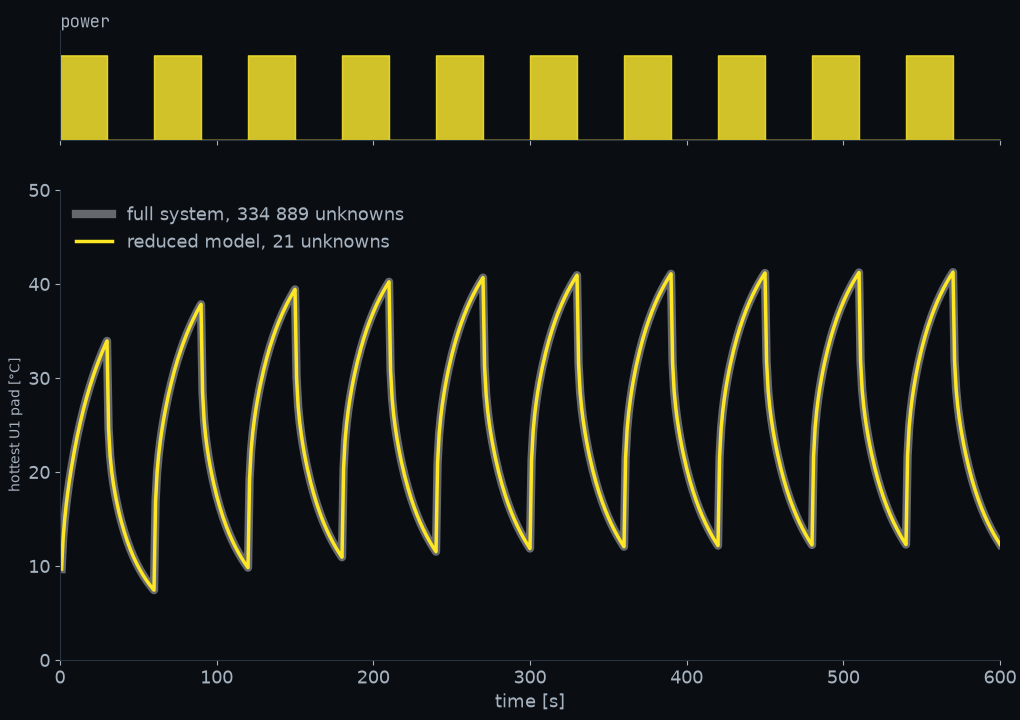 power
50
full system, 334 889 unknowns
reduced model, 21 unknowns
40
30
20
10
0
hottest U1 pad [°C]
0 100 200 300 400 500 600
time [s]